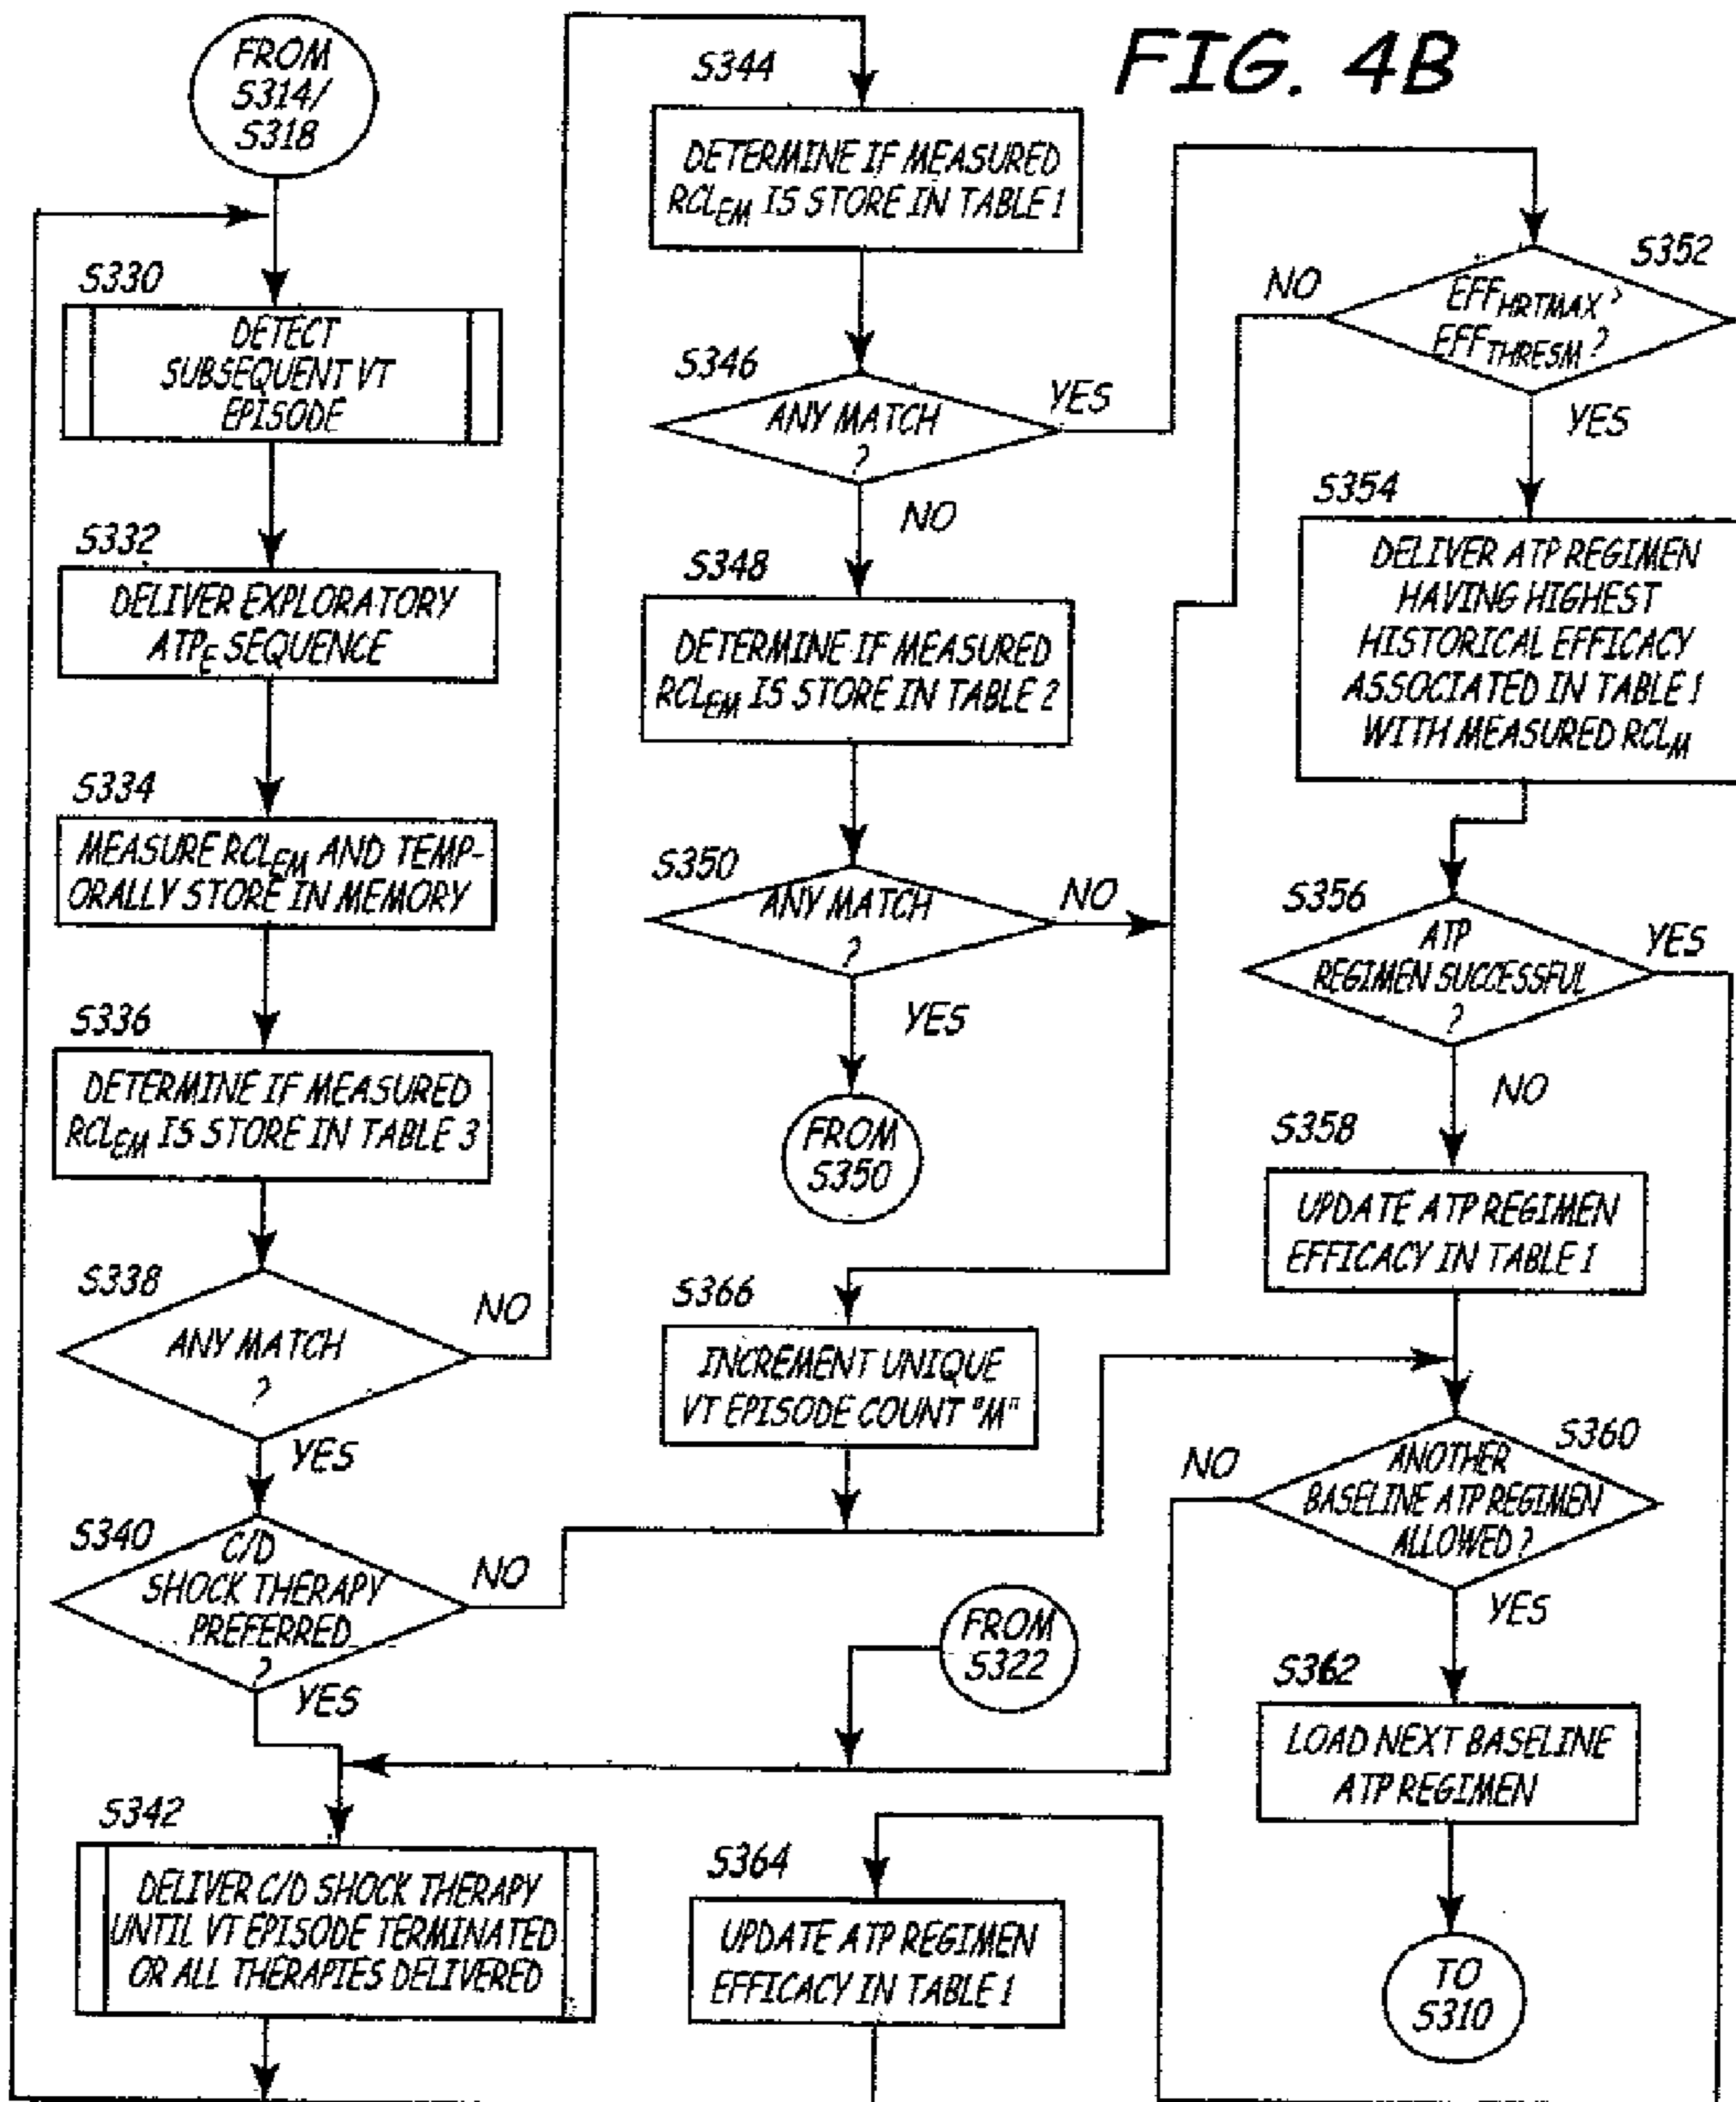 FIG. 4B
FROM
S314/
S318
S330
DETECT
SUBSEQUENT VT
EPISODE
S332
DELIVER EXPLORATORY
ATPE SEQUENCE
S334
MEASURE RCLEM AND TEMP-
ORALLY STORE IN MEMORY
S336
DETERMINE IF MEASURED
RCLEM IS STORE IN TABLE 3
S338
ANY MATCH
?
NO
YES
S340
C/D
SHOCK THERAPY
PREFERRED
?
NO
YES
S342
DELIVER C/D SHOCK THERAPY
UNTIL VT EPISODE TERMINATED
OR ALL THERAPIES DELIVERED
S344
DETERMINE IF MEASURED
RCLEM IS STORE IN TABLE 1
S346
ANY MATCH
?
YES
NO
S348
DETERMINE IF MEASURED
RCLEM IS STORE IN TABLE 2
S350
ANY MATCH
?
NO
YES
FROM
S350
S366
INCREMENT UNIQUE
VT EPISODE COUNT "M"
FROM
S322
S364
UPDATE ATP REGIMEN
EFFICACY IN TABLE 1
S352
EFFHRTMAX >
EFFTHRESM ?
NO
YES
S354
DELIVER ATP REGIMEN
HAVING HIGHEST
HISTORICAL EFFICACY
ASSOCIATED IN TABLE 1
WITH MEASURED RCLM
S356
ATP
REGIMEN SUCCESSFUL
?
YES
NO
S358
UPDATE ATP REGIMEN
EFFICACY IN TABLE 1
S360
ANOTHER
BASELINE ATP REGIMEN
ALLOWED ?
NO
YES
S362
LOAD NEXT BASELINE
ATP REGIMEN
TO
S310